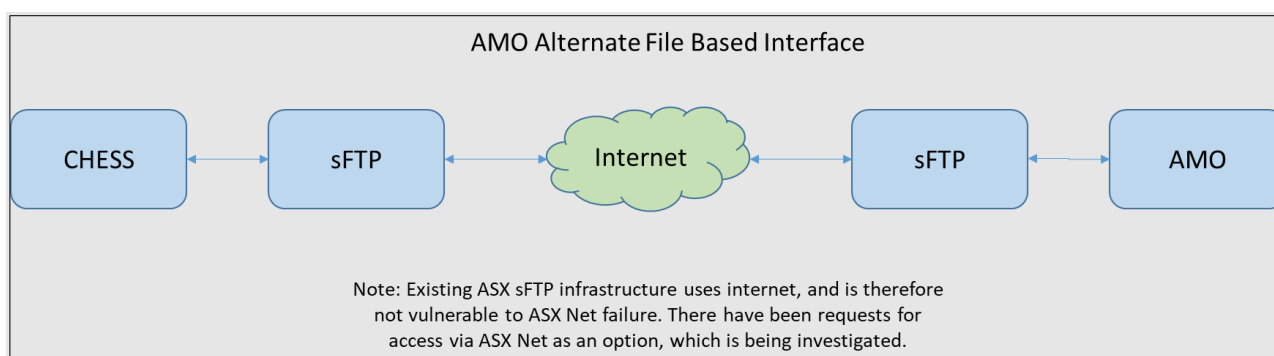 AMO Alternate File Based Interface
CHESS
sFTP
Internet
sFTP
AMO
Note: Existing ASX sFTP infrastructure uses internet, and is therefore
not vulnerable to ASX Net failure. There have been requests for
access via ASX Net as an option, which is being investigated.